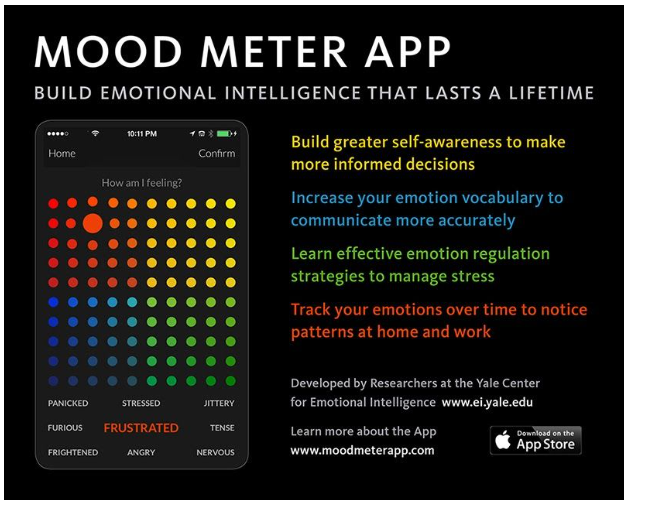 MOOD METER APP
BUILD EMOTIONAL INTELLIGENCE THAT LASTS A LIFETIME
10:11 PM
Home Confirm
How am I feeling?
PANICKED STRESSED JITTERY
FURIOUS FRUSTRATED TENSE
FRIGHTENED ANGRY NERVOUS
Build greater self-awareness to make
more informed decisions
Increase your emotion vocabulary to
communicate more accurately
Learn effective emotion regulation
strategies to manage stress
Track your emotions over time to notice
patterns at home and work
Developed by Researchers at the Yale Center
for Emotional Intelligence www.ei.yale.edu
Learn more about the App
www.moodmeterapp.com
Download on the
App Store